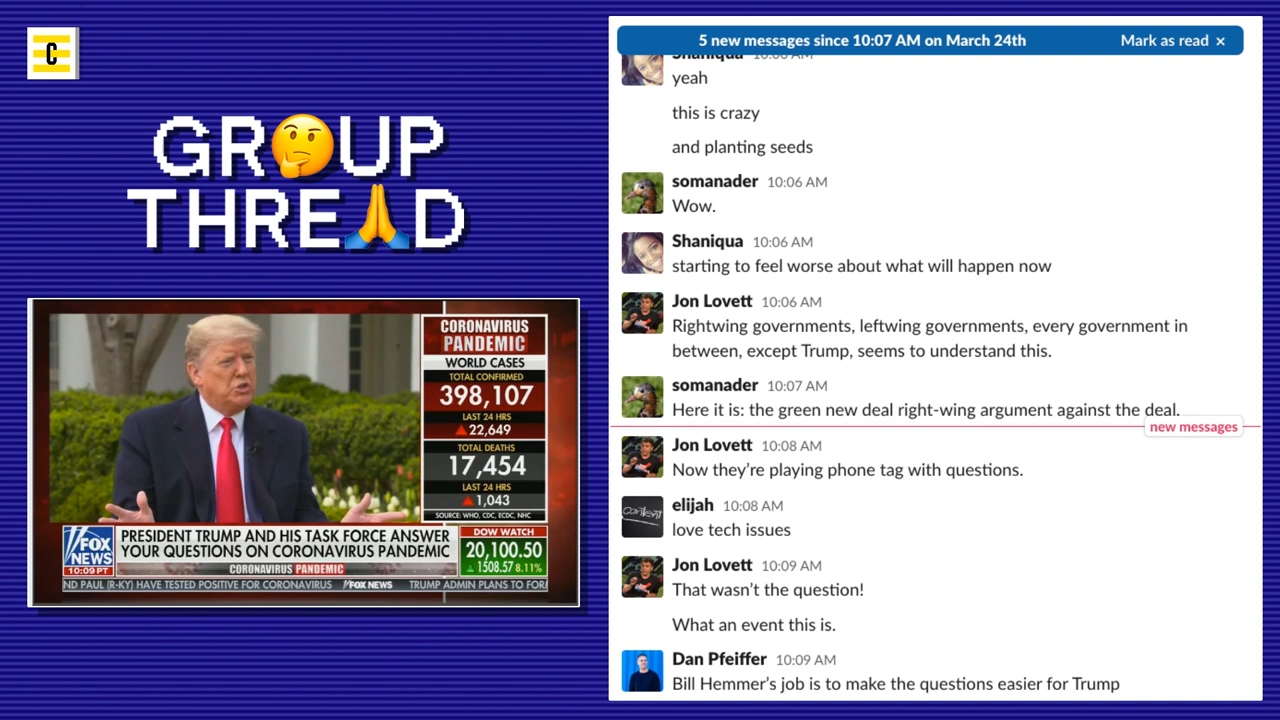 C
GR🤔UP
THRE🙏D
5 new messages since 10:07 AM on March 24th
Mark as read ×
Shaniqua 10:06 AM
yeah
this is crazy
and planting seeds
somanader 10:06 AM
Wow.
Shaniqua 10:06 AM
starting to feel worse about what will happen now
Jon Lovett 10:06 AM
Rightwing governments, leftwing governments, every government in
between, except Trump, seems to understand this.
somanader 10:07 AM
Here it is: the green new deal right-wing argument against the deal.
new messages
Jon Lovett 10:08 AM
Now they're playing phone tag with questions.
elijah 10:08 AM
love tech issues
Jon Lovett 10:09 AM
That wasn't the question!
What an event this is.
Dan Pfeiffer 10:09 AM
Bill Hemmer's job is to make the questions easier for Trump
content
CORONAVIRUS
PANDEMIC
WORLD CASES
TOTAL CONFIRMED
398,107
LAST 24 HRS
▲22,649
TOTAL DEATHS
17,454
LAST 24 HRS
▲1,043
SOURCE: WHO, CDC, ECDC, NHC
FOX
NEWS
10:09 PT
PRESIDENT TRUMP AND HIS TASK FORCE ANSWER
YOUR QUESTIONS ON CORONAVIRUS PANDEMIC
CORONAVIRUS PANDEMIC
DOW WATCH
20,100.50
▲ 1508.57 8.11%
ND PAUL (R-KY) HAVE TESTED POSITIVE FOR CORONAVIRUS FOX NEWS TRUMP ADMIN PLANS TO FOR